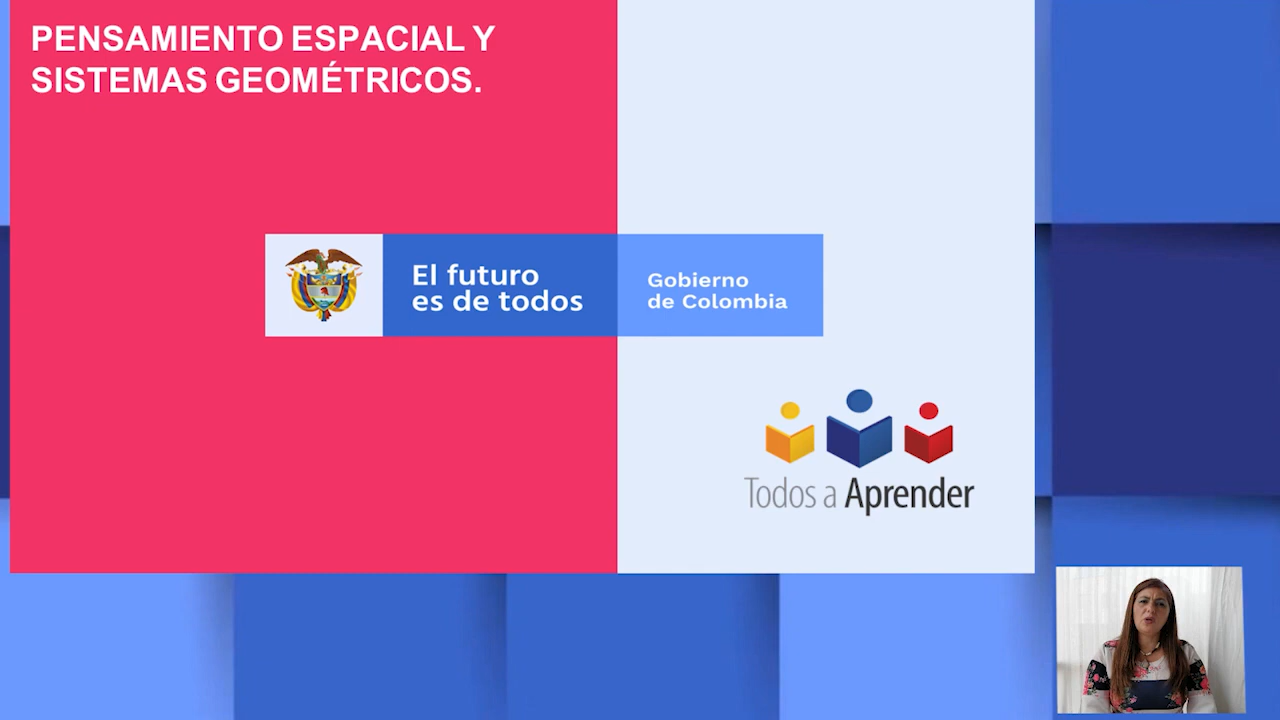 PENSAMIENTO ESPACIAL Y
SISTEMAS GEOMÉTRICOS.
El futuro
es de todos
Gobierno
de Colombia
Todos a Aprender